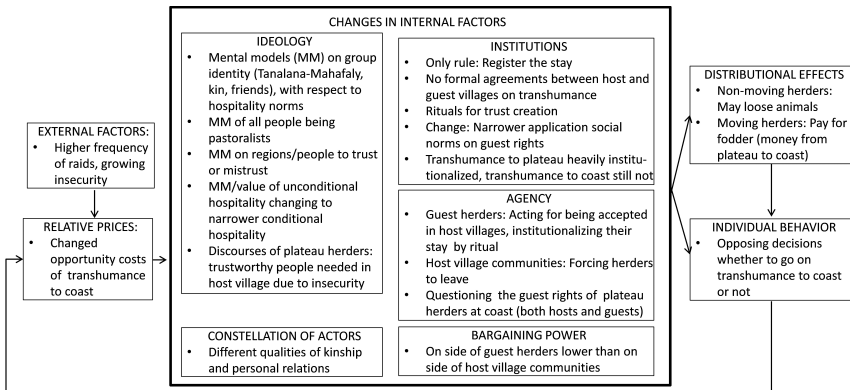 CHANGES IN INTERNAL FACTORS
EXTERNAL FACTORS:
• Higher frequency
of raids, growing
insecurity
RELATIVE PRICES:
• Changed
opportunity costs
of transhumance
to coast
IDEOLOGY
• Mental models (MM) on group
identity (Tanalana-Mahafaly,
kin, friends), with respect to
hospitality norms
• MM of all people being
pastoralists
• MM on regions/people to trust
or mistrust
• MM/value of unconditional
hospitality changing to
narrower conditional
hospitality
• Discourses of plateau herders:
trustworthy people needed in
host village due to insecurity
CONSTELLATION OF ACTORS
• Different qualities of kinship
and personal relations
INSTITUTIONS
• Only rule: Register the stay
• No formal agreements between host and
guest villages on transhumance
• Rituals for trust creation
• Change: Narrower application social
norms on guest rights
• Transhumance to plateau heavily institu-
tionalized, transhumance to coast still not
AGENCY
• Guest herders: Acting for being accepted
in host villages, institutionalizing their
stay by ritual
• Host village communities: Forcing herders
to leave
• Questioning the guest rights of plateau
herders at coast (both hosts and guests)
BARGAINING POWER
• On side of guest herders lower than on
side of host village communities
DISTRIBUTIONAL EFFECTS
• Non-moving herders:
May loose animals
• Moving herders: Pay for
fodder (money from
plateau to coast)
INDIVIDUAL BEHAVIOR
• Opposing decisions
whether to go on
transhumance to coast
or not